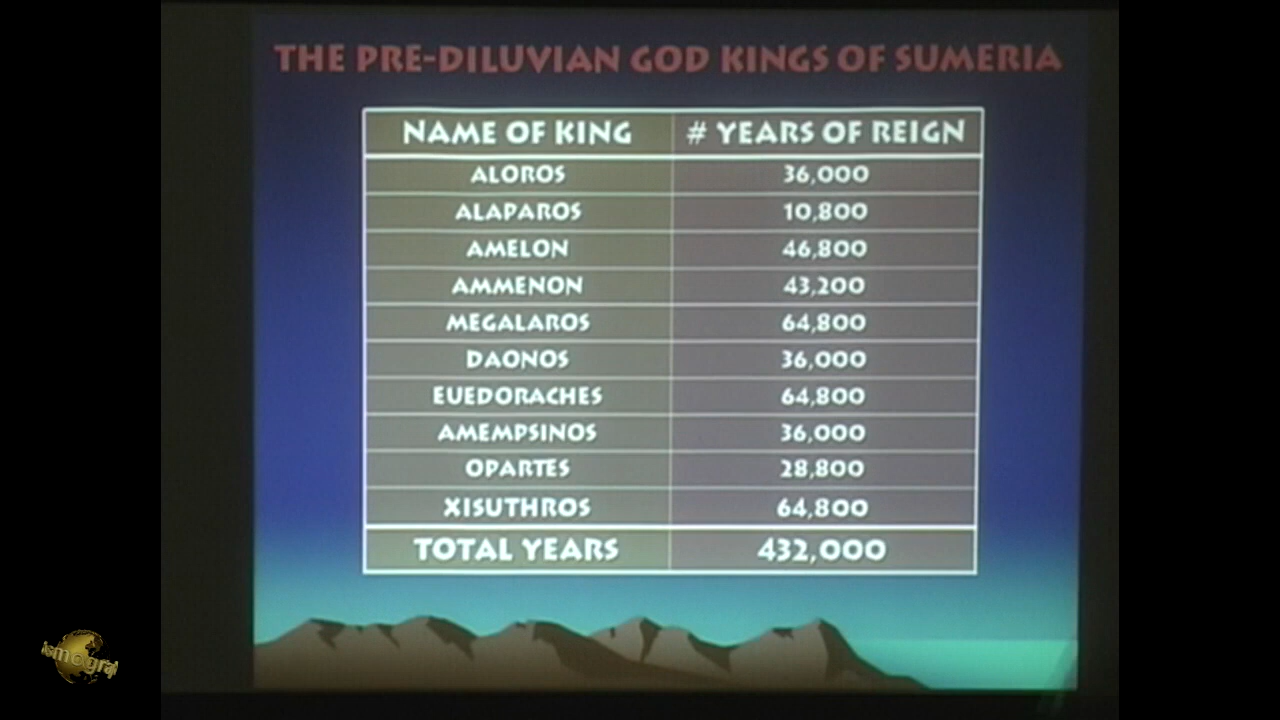 THE PRE-DILUVIAN GOD KINGS OF SUMERIA
NAME OF KING # YEARS OF REIGN
ALOROS 36,000
ALAPAROS 10,800
AMELON 46,800
AMMENON 43,200
MEGALAROS 64,800
DAONOS 36,000
EUEDORACHES 64,800
AMEMPSINOS 36,000
OPARTES 28,800
XISUTHROS 64,800
TOTAL YEARS 432,000